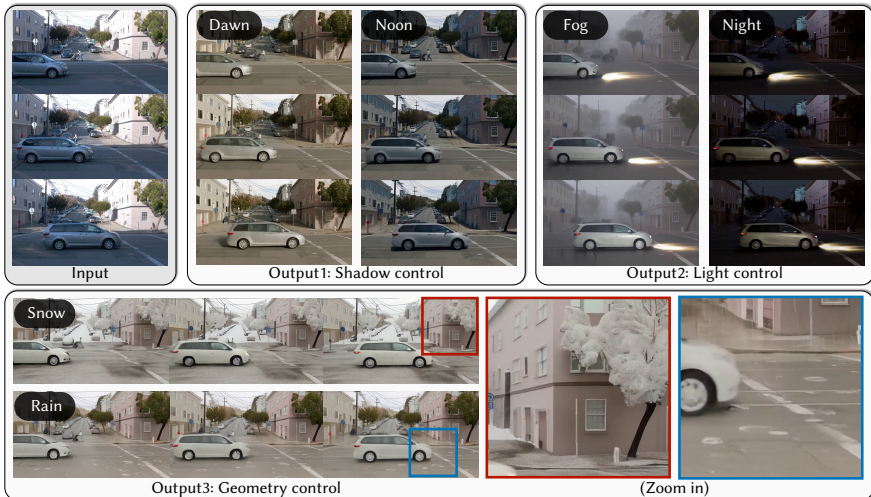 Dawn
Noon
Fog
Night
Input
Output1: Shadow control
Output2: Light control
Snow
Rain
Output3: Geometry control
(Zoom in)